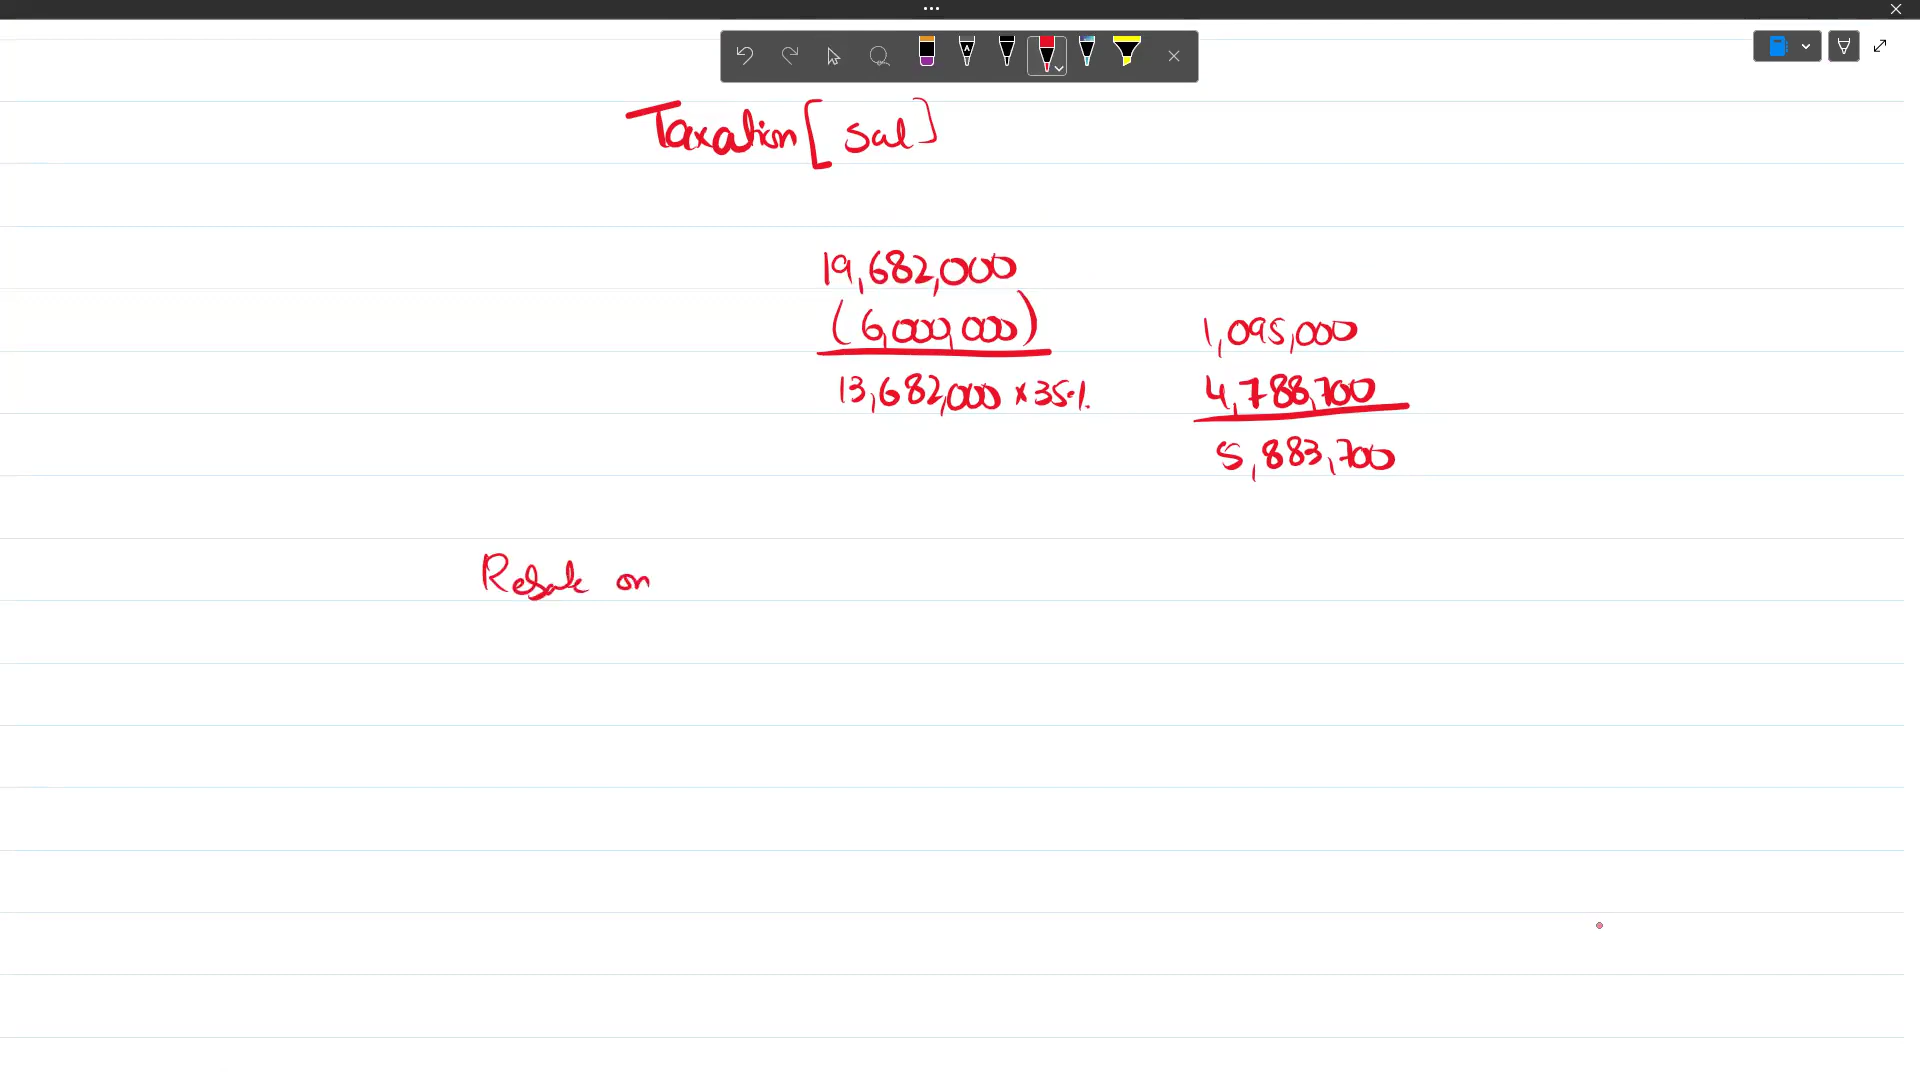 Taxation [Sal]
19,682,000
(6,000,000)
13,682,000 × 35%
1,095,000
4,788,700
5,883,700
Rebate on